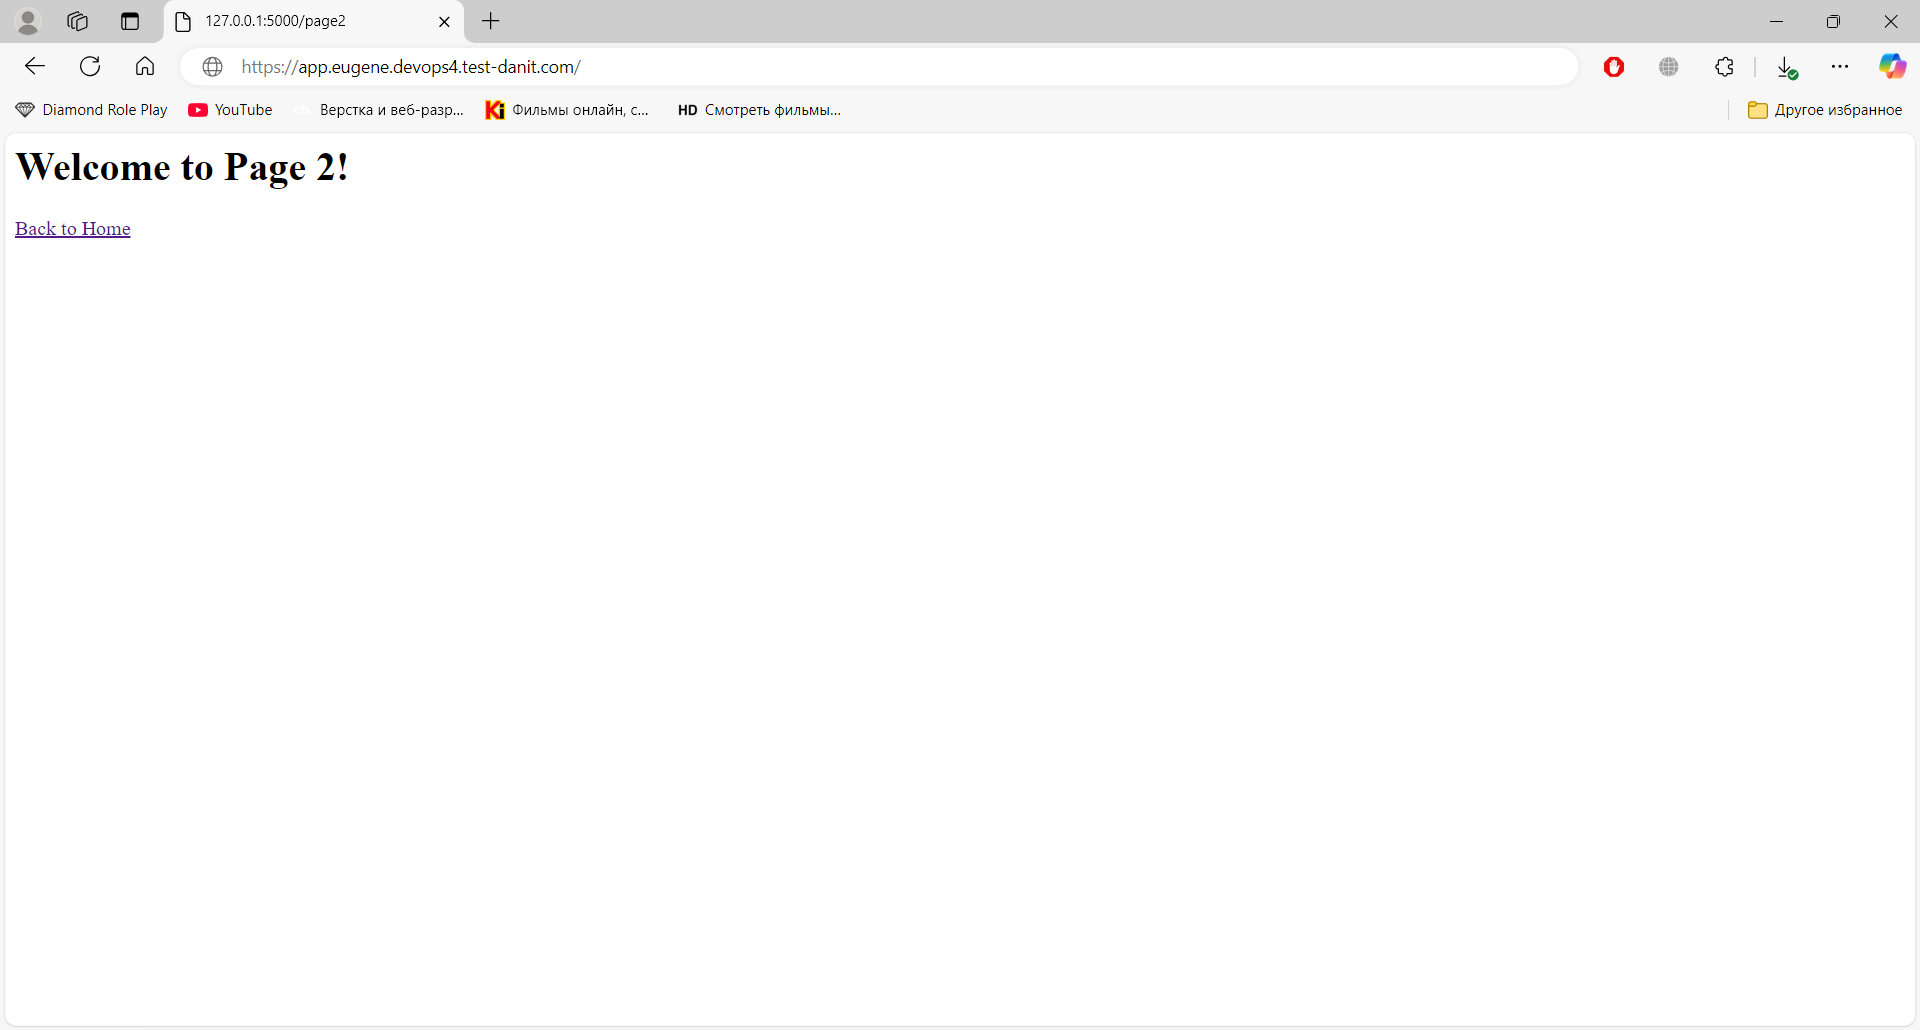 127.0.0.1:5000/page2
https://app.eugene.devops4.test-danit.com/
Diamond Role Play YouTube Верстка и веб-разр... Ki Фильмы онлайн, с... HD Смотреть фильмы... Другое избранное
Welcome to Page 2!
Back to Home